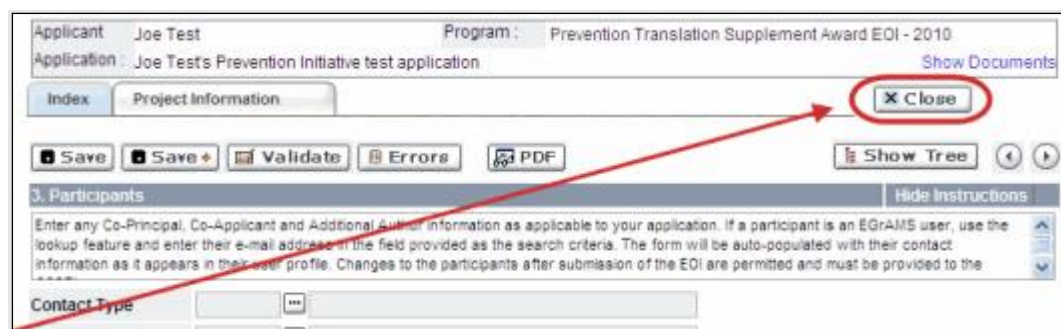 Applicant Joe Test Program : Prevention Translation Supplement Award EOI - 2010
Application : Joe Test's Prevention Initiative test application Show Documents
Index Project Information Close
Save Save+ Validate Errors PDF Show Tree
3. Participants Hide Instructions
Enter any Co-Principal, Co-Applicant and Additional Author information as applicable to your application. If a participant is an EGrAMS user, use the
lookup feature and enter their e-mail address in the field provided as the search criteria. The form will be auto-populated with their contact
information as it appears in their user profile. Changes to the participants after submission of the EOI are permitted and must be provided to the
Contact Type